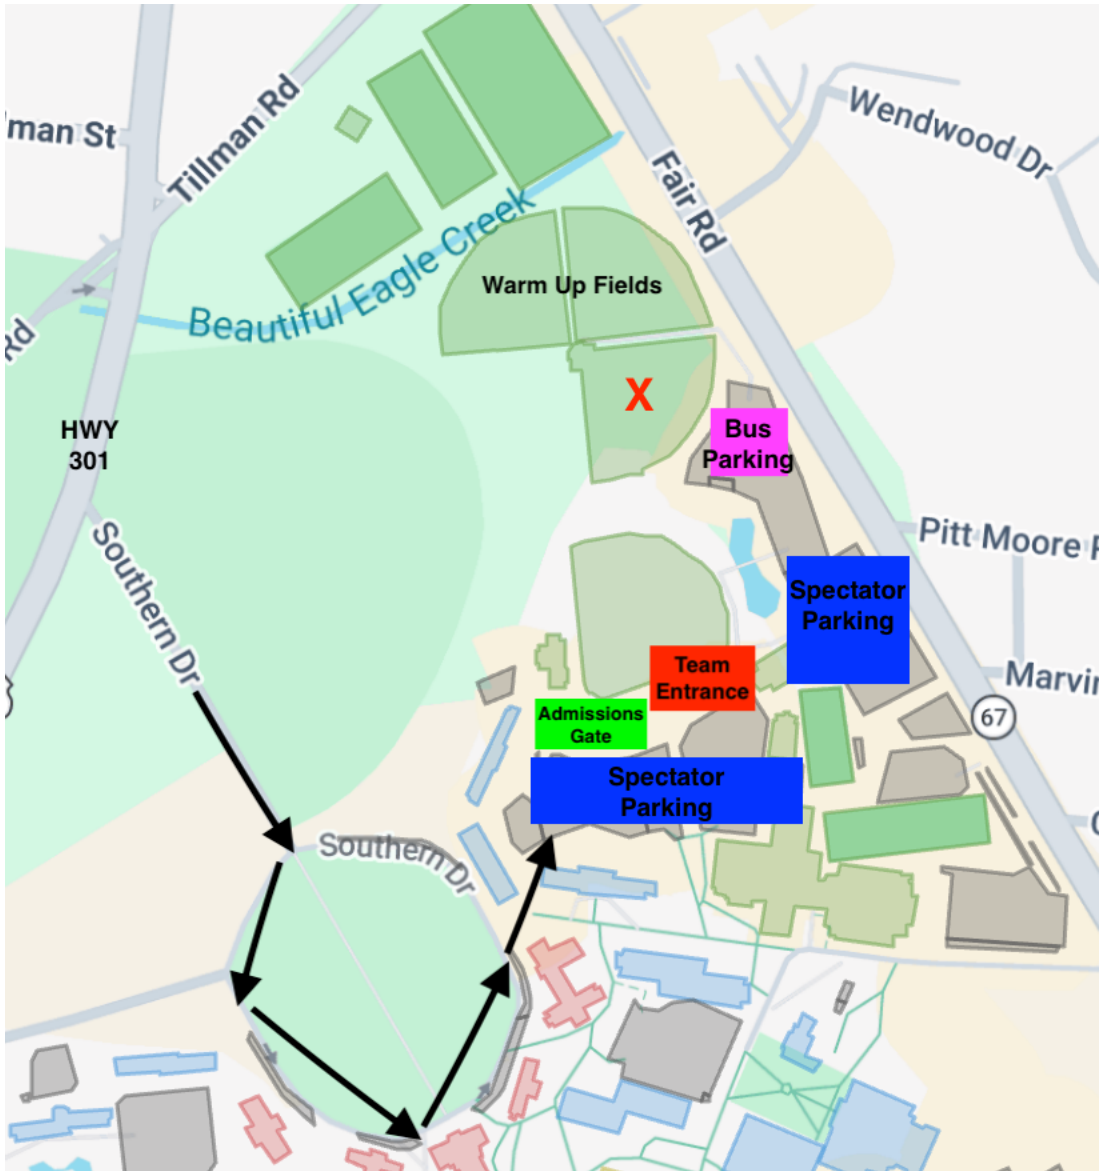 man St
Tillman Rd
Wendwood Dr
Fair Rd
Beautiful Eagle Creek
Warm Up Fields
Rd
X
HWY
301
Bus
Parking
Southern Dr
Pitt Moore
Spectator
Parking
Team
Entrance
Marvin
67
Admissions
Gate
Spectator
Parking
Southern Dr